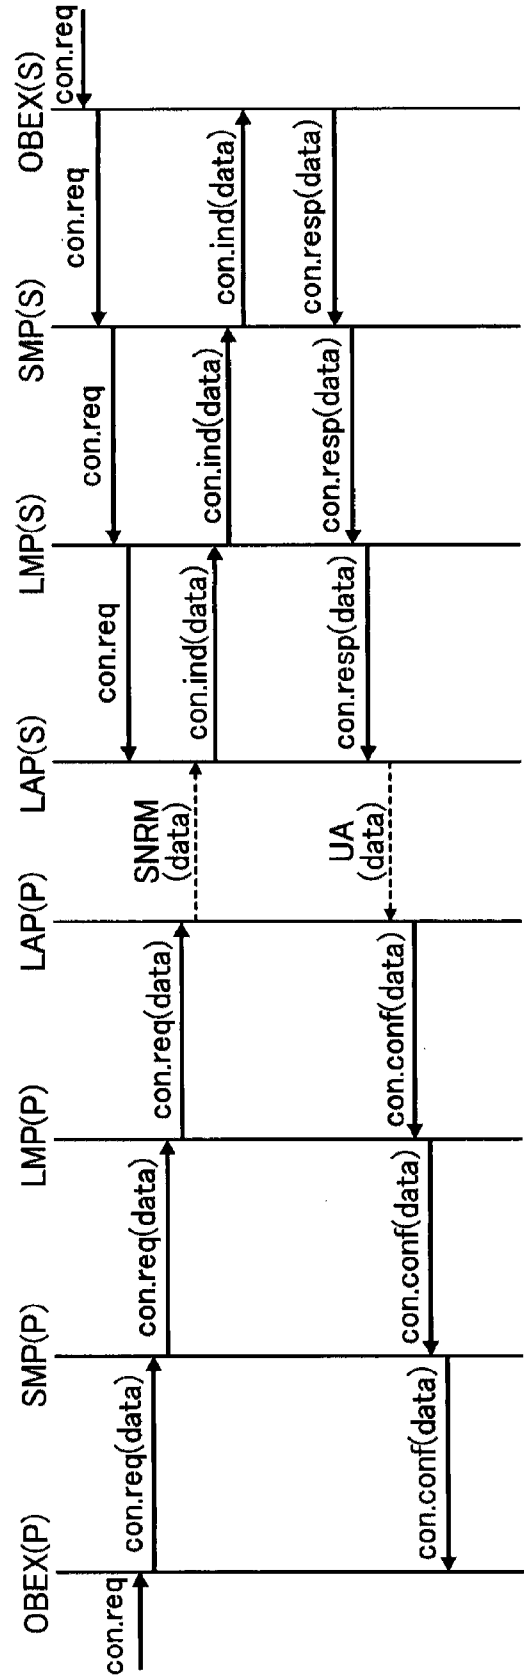 OBEX(P)
SMP(P)
LMP(P)
LAP(P)
LAP(S)
LMP(S)
SMP(S)
OBEX(S)
con.req
con.req
con.req
con.req
con.req
con.req(data)
con.req(data)
con.req(data)
SNRM
(data)
con.ind(data)
con.ind(data)
con.ind(data)
con.resp(data)
con.resp(data)
con.resp(data)
UA
(data)
con.conf(data)
con.conf(data)
con.conf(data)